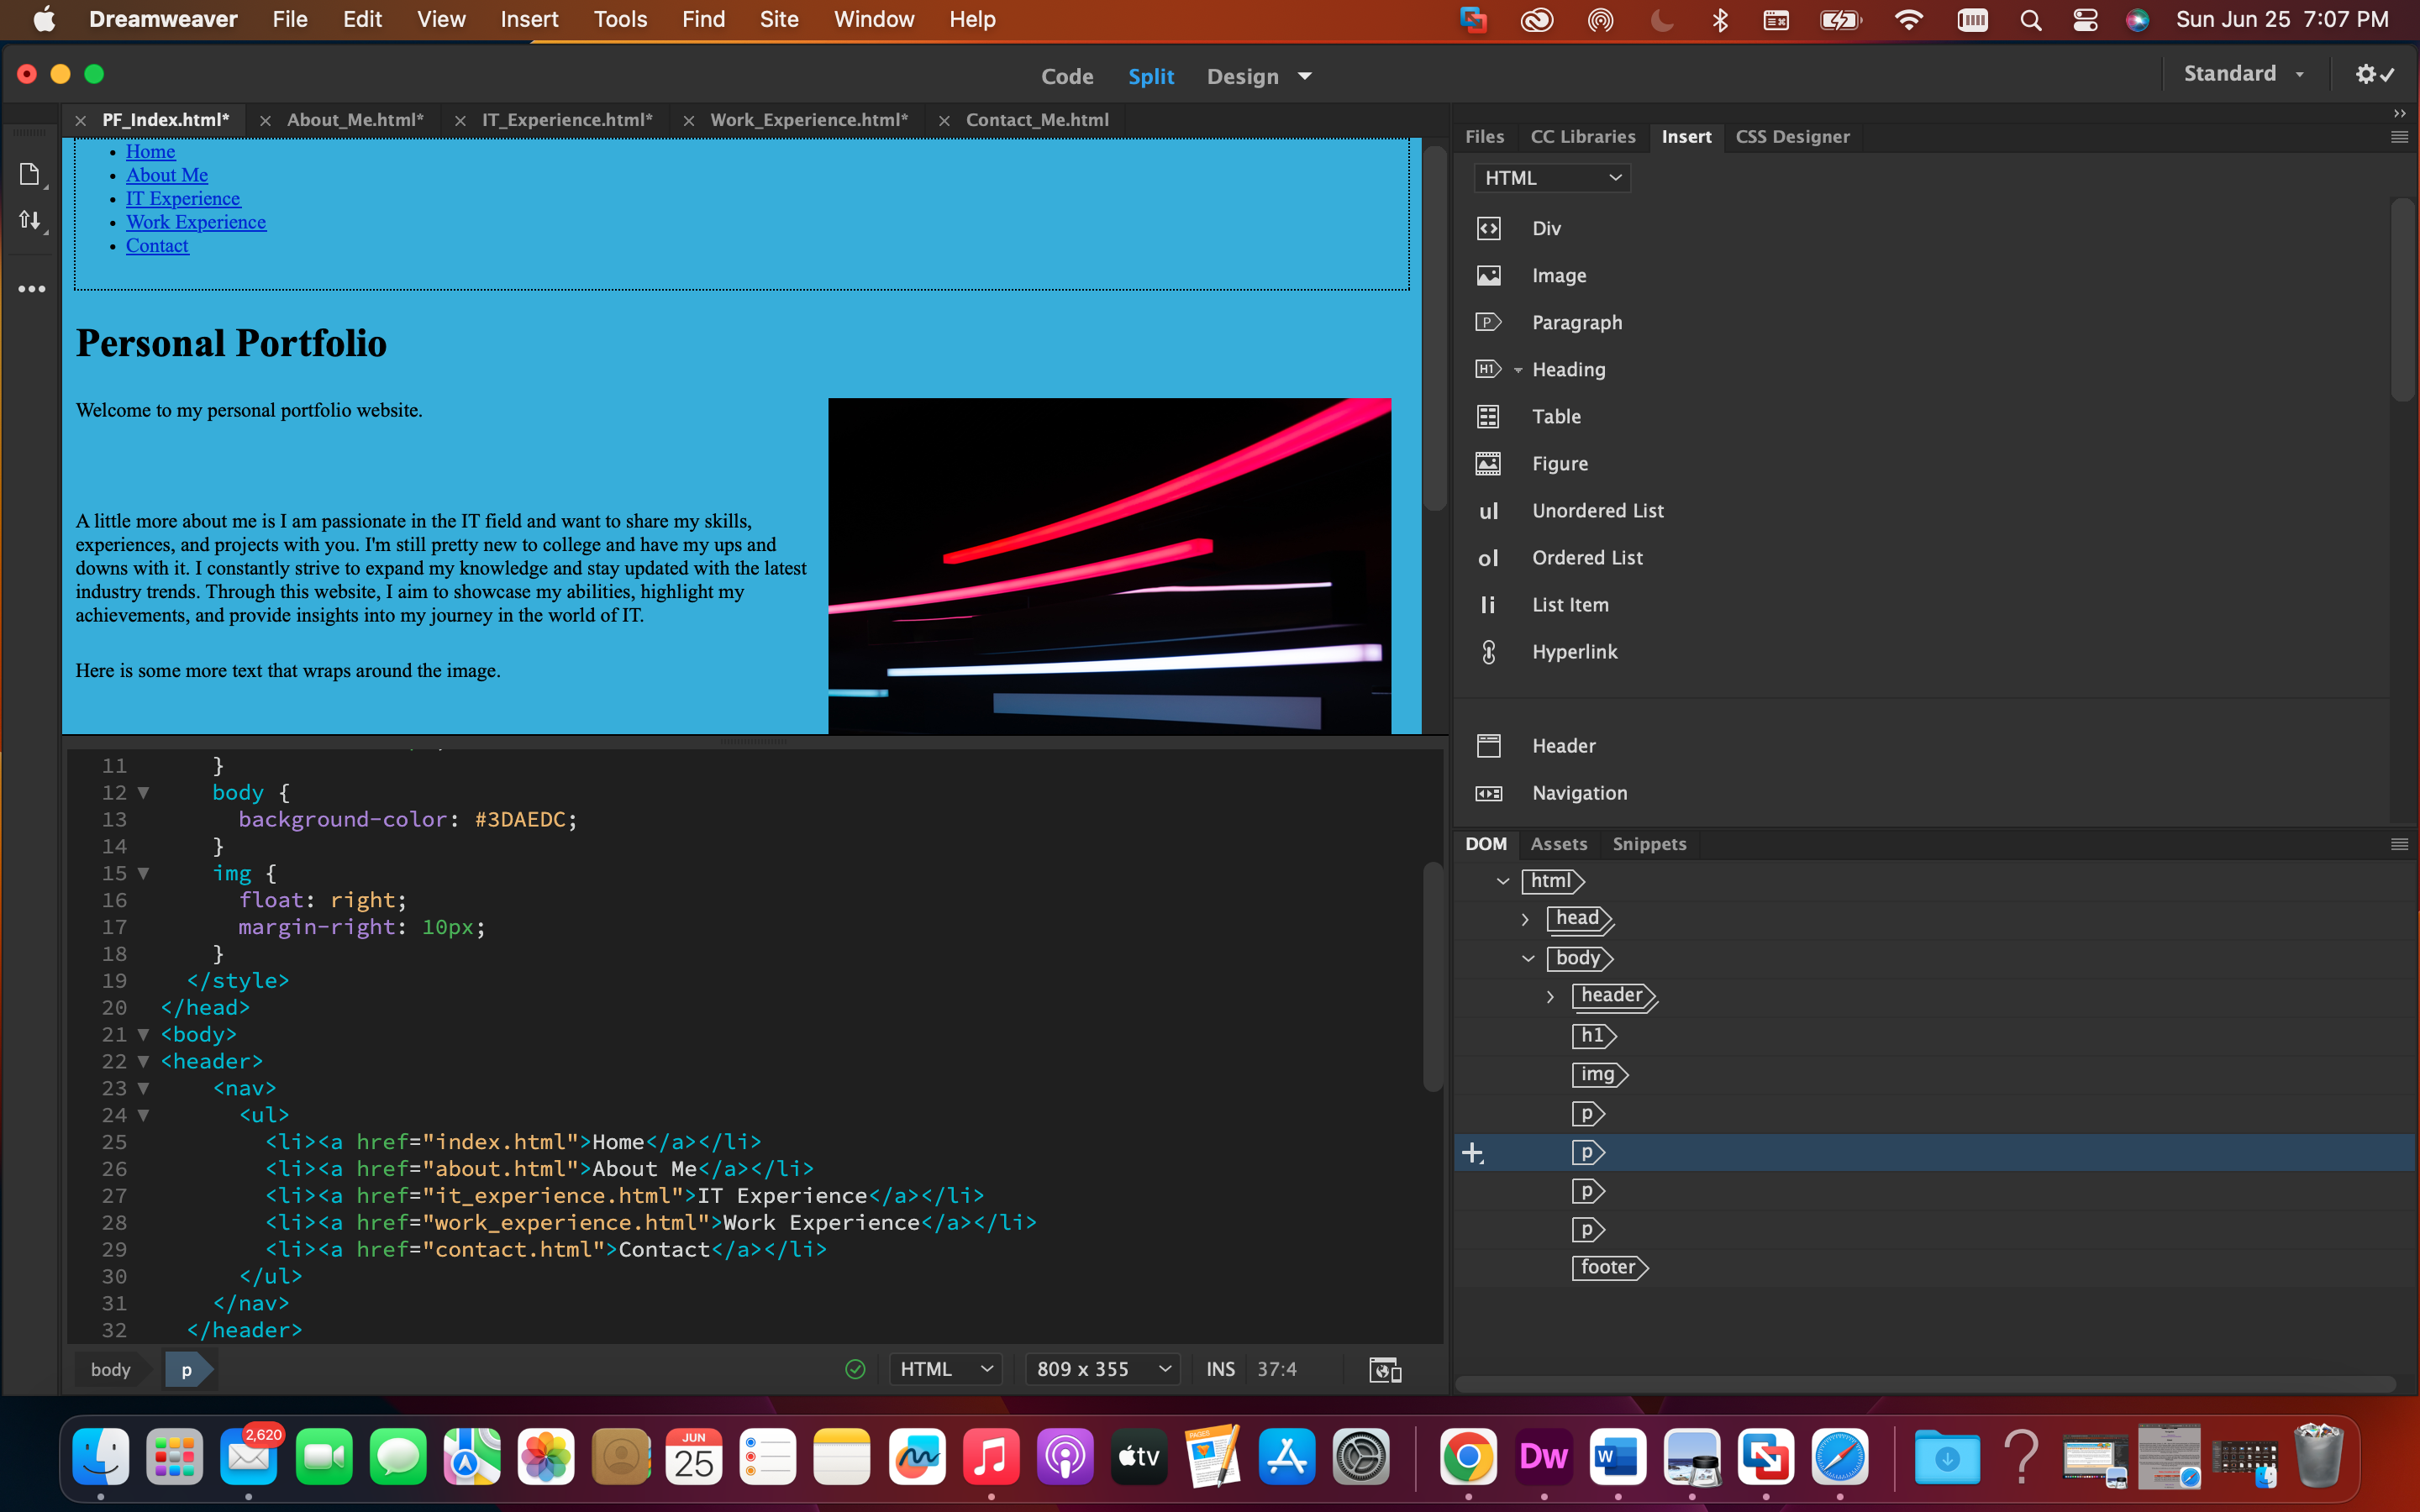 Dreamweaver File Edit View Insert Tools Find Site Window Help
Sun Jun 25 7:07 PM
Code Split Design
Standard
PF_Index.html* About_Me.html* IT_Experience.html* Work_Experience.html* Contact_Me.html
Home
About Me
IT Experience
Work Experience
Contact
Personal Portfolio
Welcome to my personal portfolio website.
A little more about me is I am passionate in the IT field and want to share my skills,
experiences, and projects with you. I'm still pretty new to college and have my ups and
downs with it. I constantly strive to expand my knowledge and stay updated with the latest
industry trends. Through this website, I aim to showcase my abilities, highlight my
achievements, and provide insights into my journey in the world of IT.
Here is some more text that wraps around the image.
11 }
12 body {
13 background-color: #3DAEDC;
14 }
15 img {
16 float: right;
17 margin-right: 10px;
18 }
19 </style>
20 </head>
21 <body>
22 <header>
23 <nav>
24 <ul>
25 <li><a href="index.html">Home</a></li>
26 <li><a href="about.html">About Me</a></li>
27 <li><a href="it_experience.html">IT Experience</a></li>
28 <li><a href="work_experience.html">Work Experience</a></li>
29 <li><a href="contact.html">Contact</a></li>
30 </ul>
31 </nav>
32 </header>
body p
HTML 809 x 355 INS 37:4
Files CC Libraries Insert CSS Designer
HTML
Div
Image
P Paragraph
H1 Heading
Table
Figure
ul Unordered List
ol Ordered List
li List Item
Hyperlink
Header
Navigation
DOM Assets Snippets
html
head
body
header
h1
img
p
p
p
p
footer
2,620
JUN
25
tv
PAGES
Dw
W